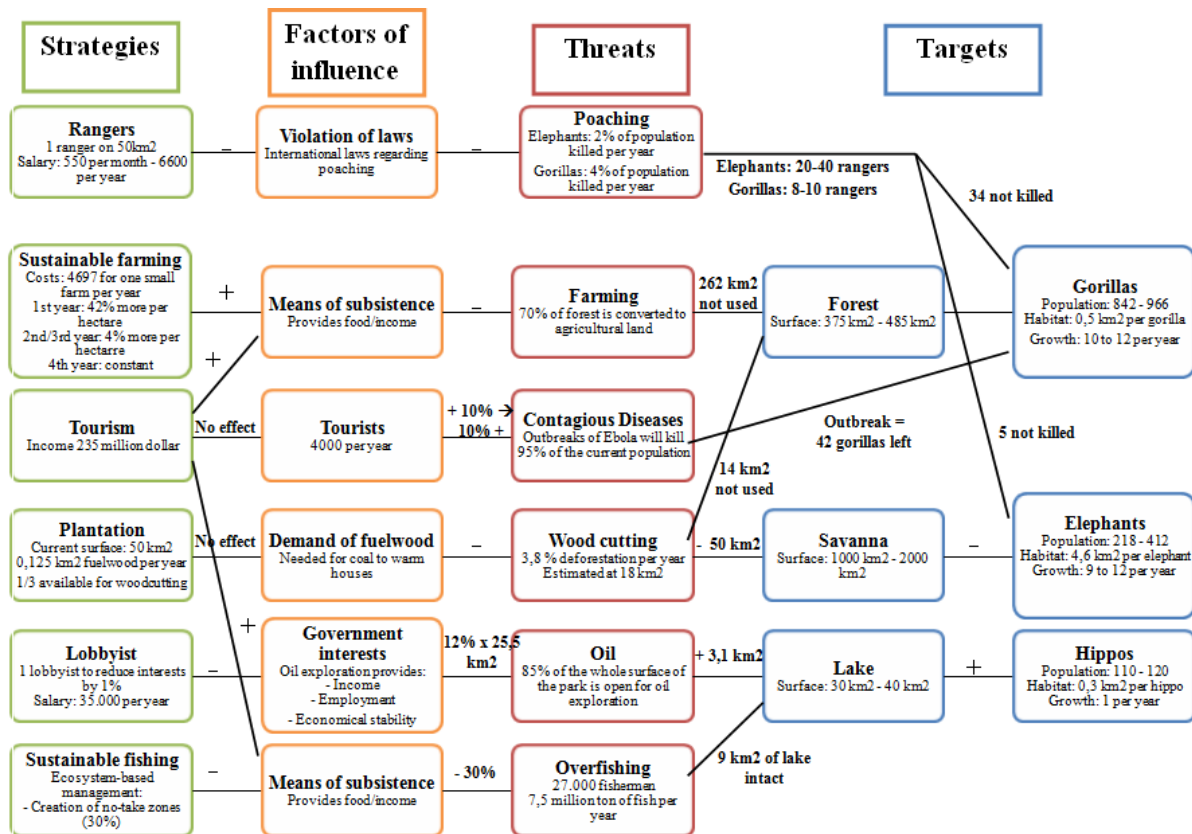 Strategies
Factors of
influence
Threats
Targets
Rangers
1 ranger on 50km2
Salary: 550 per month - 6600
per year
–
Violation of laws
International laws regarding
poaching
–
Poaching
Elephants: 2% of population
killed per year
Gorillas: 4% of population
killed per year
Elephants: 20-40 rangers
Gorillas: 8-10 rangers
34 not killed
Sustainable farming
Costs: 4697 for one small
farm per year
1st year: 42% more per
hectare
2nd/3rd year: 4% more per
hectarre
4th year: constant
+
+
Means of subsistence
Provides food/income
–
Farming
70% of forest is converted to
agricultural land
262 km2
not used
Forest
Surface: 375 km2 - 485 km2
Gorillas
Population: 842 - 966
Habitat: 0,5 km2 per gorilla
Growth: 10 to 12 per year
Tourism
Income 235 million dollar
No effect
Tourists
4000 per year
+ 10% →
10% +
Contagious Diseases
Outbreaks of Ebola will kill
95% of the current population
Outbreak =
42 gorillas left
5 not killed
14 km2
not used
Plantation
Current surface: 50 km2
0,125 km2 fuelwood per year
1/3 available for woodcutting
No effect
Demand of fuelwood
Needed for coal to warm
houses
–
Wood cutting
3,8 % deforestation per year
Estimated at 18 km2
- 50 km2
Savanna
Surface: 1000 km2 - 2000
km2
–
Elephants
Population: 218 - 412
Habitat: 4,6 km2 per elephant
Growth: 9 to 12 per year
Lobbyist
1 lobbyist to reduce interests
by 1%
Salary: 35.000 per year
+
–
Government
interests
Oil exploration provides:
- Income
- Employment
- Economical stability
12% x 25,5
km2
Oil
85% of the whole surface of
the park is open for oil
exploration
+ 3,1 km2
Lake
Surface: 30 km2 - 40 km2
+
Hippos
Population: 110 - 120
Habitat: 0,3 km2 per hippo
Growth: 1 per year
Sustainable fishing
Ecosystem-based
management:
- Creation of no-take zones
(30%)
–
Means of subsistence
Provides food/income
- 30%
Overfishing
27.000 fishermen
7,5 million ton of fish per
year
9 km2 of lake
intact